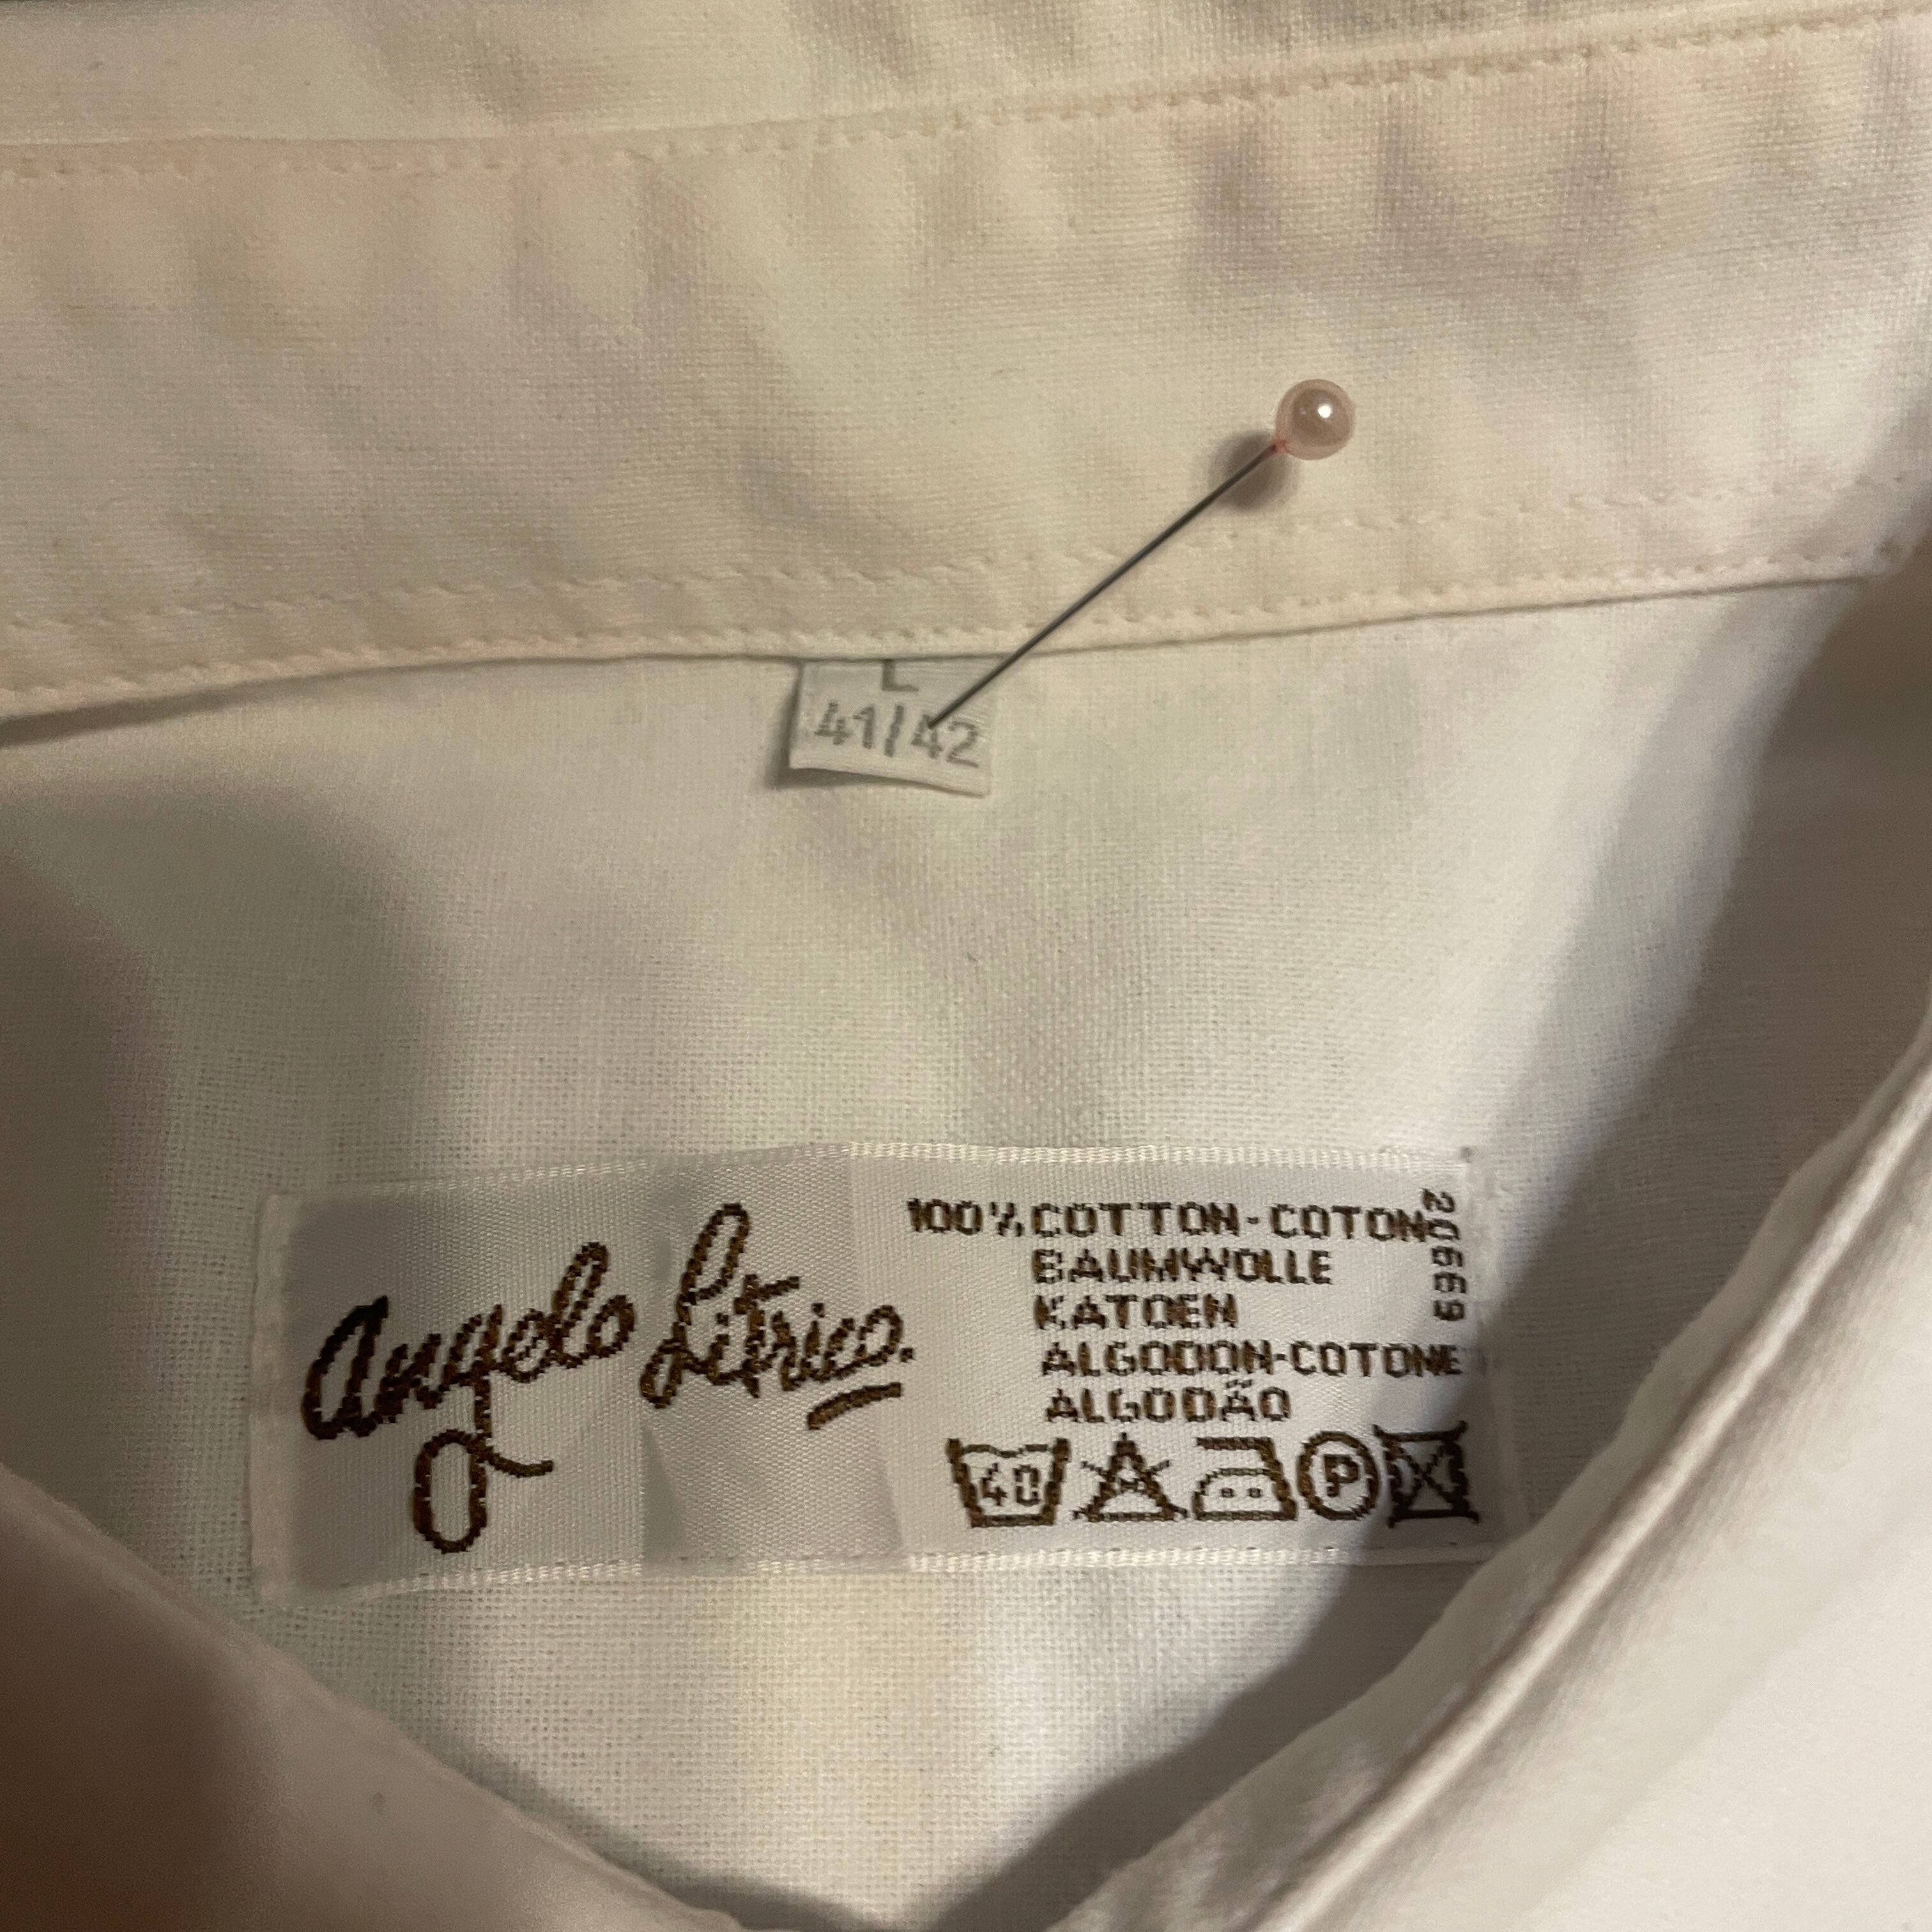 L
41/42
Angelo Litrico.
100% COTTON-COTON
BAUMWOLLE
KATOEN
ALGODON-COTONE
ALGODÃO
40 A P
20669